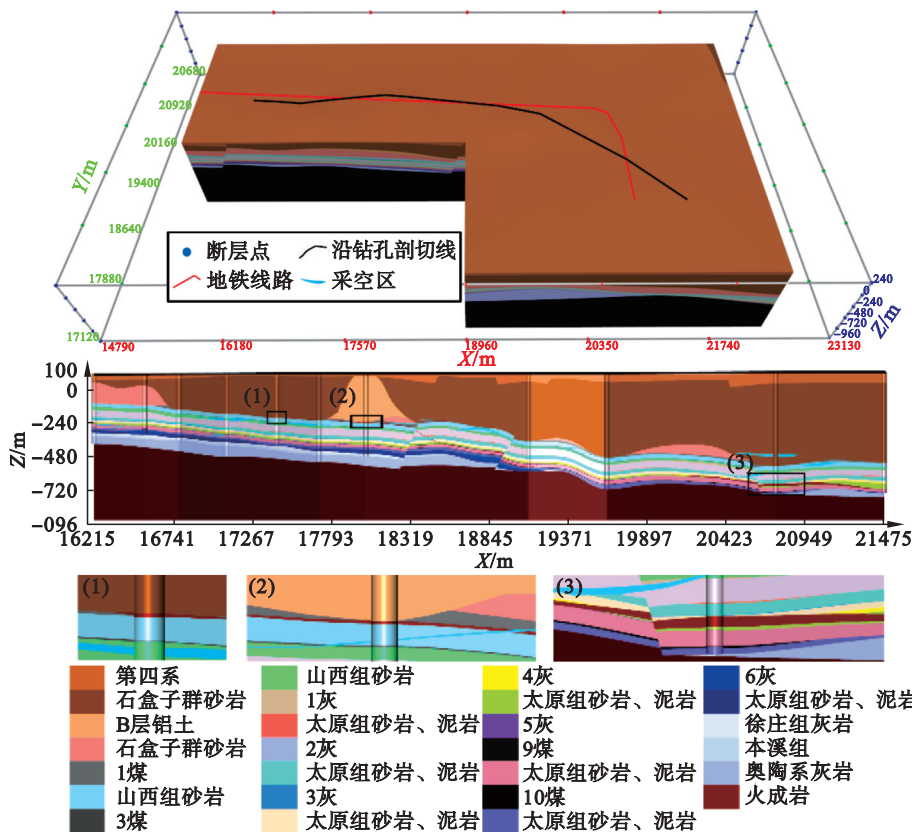 20680
20920
20160
19400
18640
17880
17120
Y/m
断层点 沿钻孔剖切线
地铁线路 采空区
240
0
-240
-480
-720
-960
Z/m
14790 16180 17570 18960 20350 21740 23130
X/m
100
0
-240
-480
-720
-096
Z/m
(1) (2) (3)
16215 16741 17267 17793 18319 18845 19371 19897 20423 20949 21475
X/m
(1) (2) (3)
第四系 山西组砂岩 4灰 6灰
石盒子群砂岩 1灰 太原组砂岩、泥岩 太原组砂岩、泥岩
B层铝土 太原组砂岩、泥岩 5灰 徐庄组灰岩
石盒子群砂岩 2灰 9煤 本溪组
1煤 太原组砂岩、泥岩 太原组砂岩、泥岩 奥陶系灰岩
山西组砂岩 3灰 10煤 火成岩
3煤 太原组砂岩、泥岩 太原组砂岩、泥岩